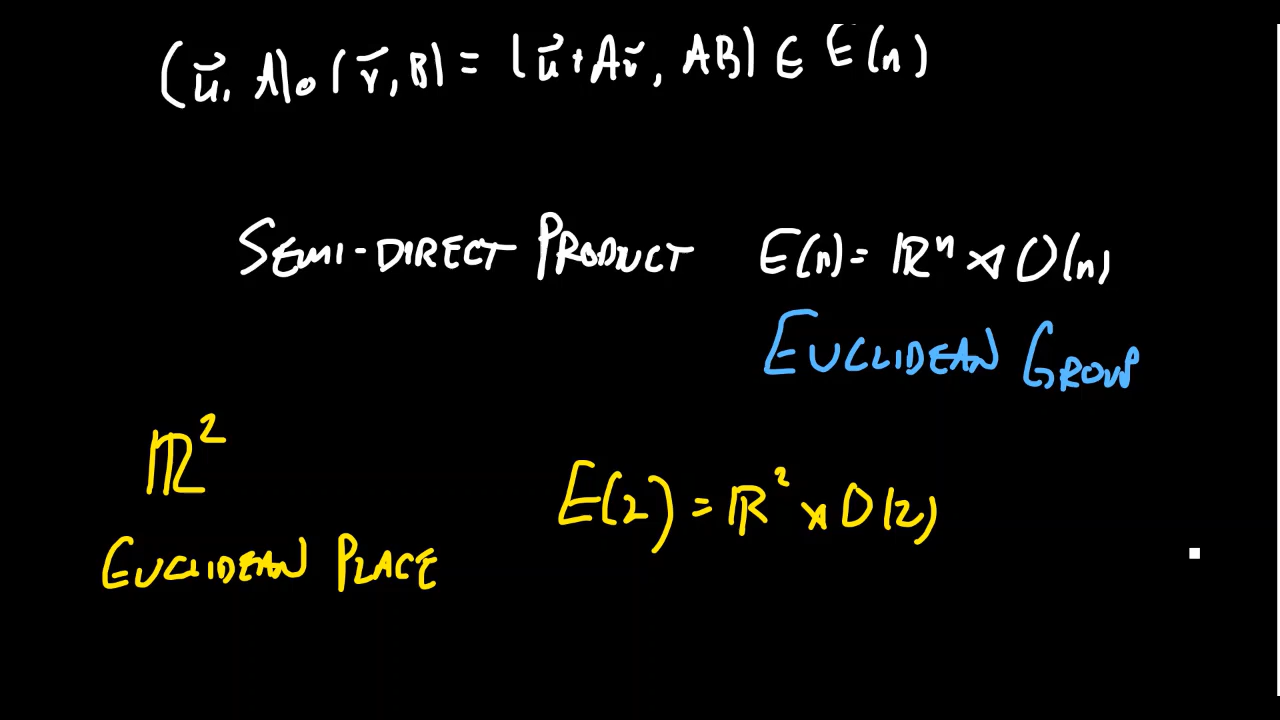 (u⃗, A)∘(v⃗, B) = (u⃗+Av⃗, AB) ∈ E(n)
SEMI-DIRECT PRODUCT E(n) = ℝⁿ ⋊ O(n)
EUCLIDEAN GROUP
ℝ²
E(2) = ℝ² ⋊ O(2)
EUCLIDEAN PLACE